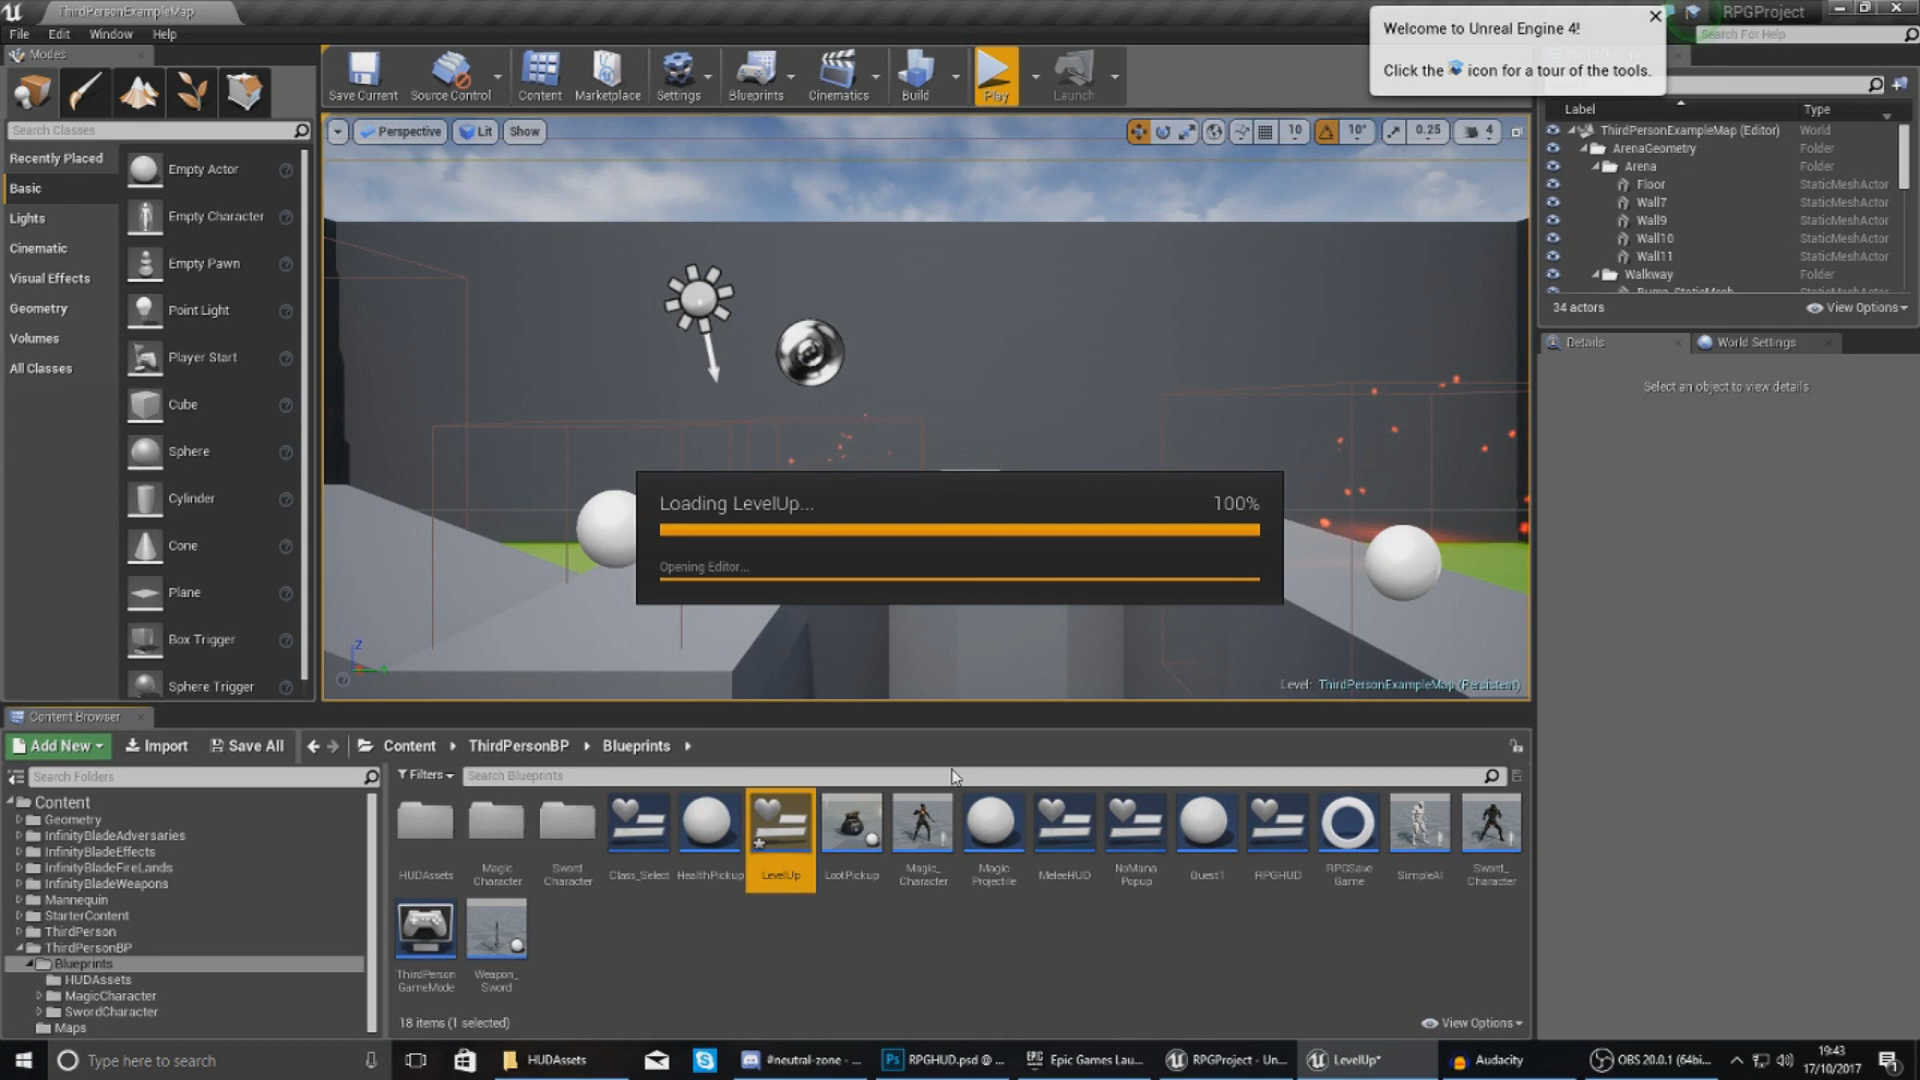 ThirdPersonExampleMap
RPGProject
File Edit Window Help
Search For Help
Welcome to Unreal Engine 4!
Click the icon for a tour of the tools.
Modes
Save Current Source Control Content Marketplace Settings Blueprints Cinematics Build Play Launch
Search Classes
Recently Placed
Basic
Lights
Cinematic
Visual Effects
Geometry
Volumes
All Classes
Empty Actor
Empty Character
Empty Pawn
Point Light
Player Start
Cube
Sphere
Cylinder
Cone
Plane
Box Trigger
Sphere Trigger
Perspective Lit Show
10 10° 0.25 4
Loading LevelUp... 100%
Opening Editor...
Z
Level: ThirdPersonExampleMap (Persistent)
Label Type
ThirdPersonExampleMap (Editor) World
ArenaGeometry Folder
Arena Folder
Floor StaticMeshActor
Wall7 StaticMeshActor
Wall9 StaticMeshActor
Wall10 StaticMeshActor
Wall11 StaticMeshActor
Walkway Folder
34 actors View Options
Details World Settings
Select an object to view details
Content Browser
Add New Import Save All Content ThirdPersonBP Blueprints
Search Folders
Filters Search Blueprints
Content
Geometry
InfinityBladeAdversaries
InfinityBladeEffects
InfinityBladeFireLands
InfinityBladeWeapons
Mannequin
StarterContent
ThirdPerson
ThirdPersonBP
Blueprints
HUDAssets
MagicCharacter
SwordCharacter
Maps
HUDAssets
Magic Character
Sword Character
Class_Select
HealthPickup
LevelUp
LootPickup
Magic_ Character
Magic Projectile
MeleeHUD
NoMana Popup
Quest1
RPGHUD
RPGSave Game
SimpleAI
Sword_ Character
ThirdPerson GameMode
Weapon_ Sword
18 items (1 selected) View Options
Type here to search
HUDAssets
#neutral-zone - ...
Ps RPGHUD.psd @ ...
Epic Games Lau...
RPGProject - Un...
LevelUp*
Audacity
OBS 20.0.1 (64bi...
19:43
17/10/2017